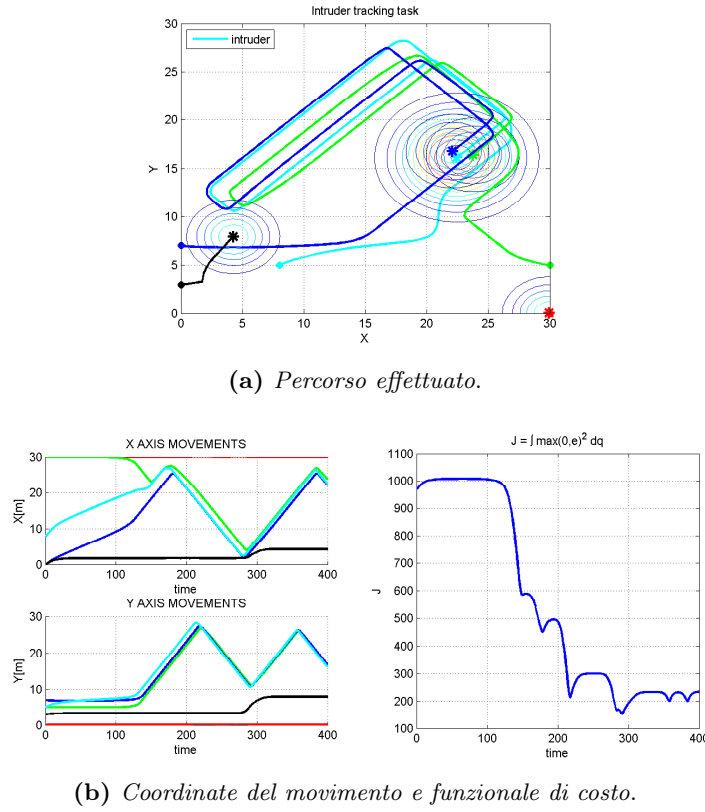 Intruder tracking task
intruder
30
25
20
15
10
5
0
Y
0 5 10 15 20 25 30
X
(a) Percorso effettuato.
X AXIS MOVEMENTS
30
20
10
0
X[m]
0 100 200 300 400
time
Y AXIS MOVEMENTS
30
20
10
0
Y[m]
0 100 200 300 400
time
J = ∫ max(0,e)² dq
1100
1000
900
800
700
600
500
400
300
200
100
J
0 100 200 300 400
time
(b) Coordinate del movimento e funzionale di costo.